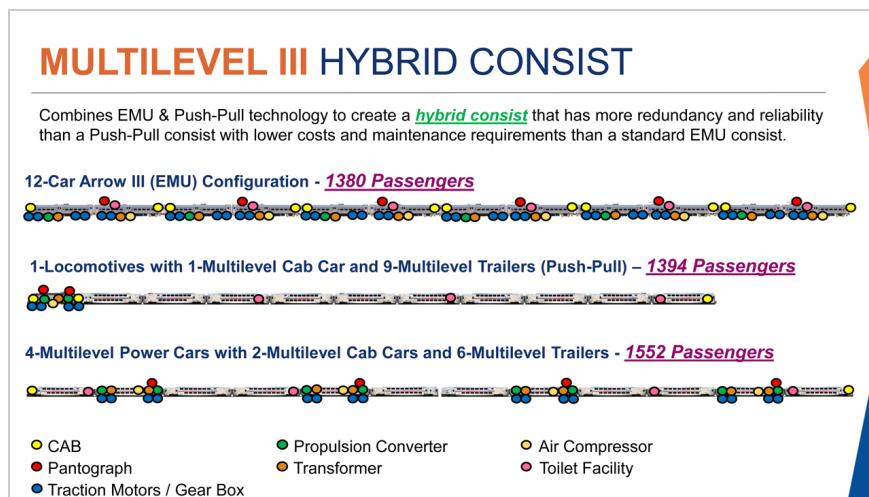 MULTILEVEL III HYBRID CONSIST
Combines EMU & Push-Pull technology to create a hybrid consist that has more redundancy and reliability
than a Push-Pull consist with lower costs and maintenance requirements than a standard EMU consist.
12-Car Arrow III (EMU) Configuration - 1380 Passengers
1-Locomotives with 1-Multilevel Cab Car and 9-Multilevel Trailers (Push-Pull) – 1394 Passengers
4-Multilevel Power Cars with 2-Multilevel Cab Cars and 6-Multilevel Trailers - 1552 Passengers
CAB
Propulsion Converter
Air Compressor
Pantograph
Transformer
Toilet Facility
Traction Motors / Gear Box